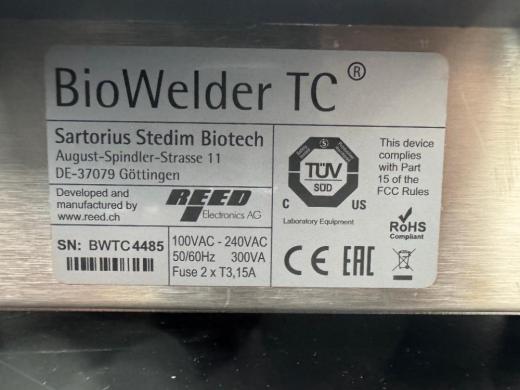 BioWelder TC ®
Sartorius Stedim Biotech
August-Spindler-Strasse 11
DE-37079 Göttingen
Developed and
manufactured by
www.reed.ch
REED
Electronics AG
SN: BWTC4485
100VAC - 240VAC
50/60Hz 300VA
Fuse 2 x T3,15A
TÜV
SÜD
C US
Laboratory Equipment
This device
complies
with Part
15 of the
FCC Rules
RoHS
Compliant
CE EAC